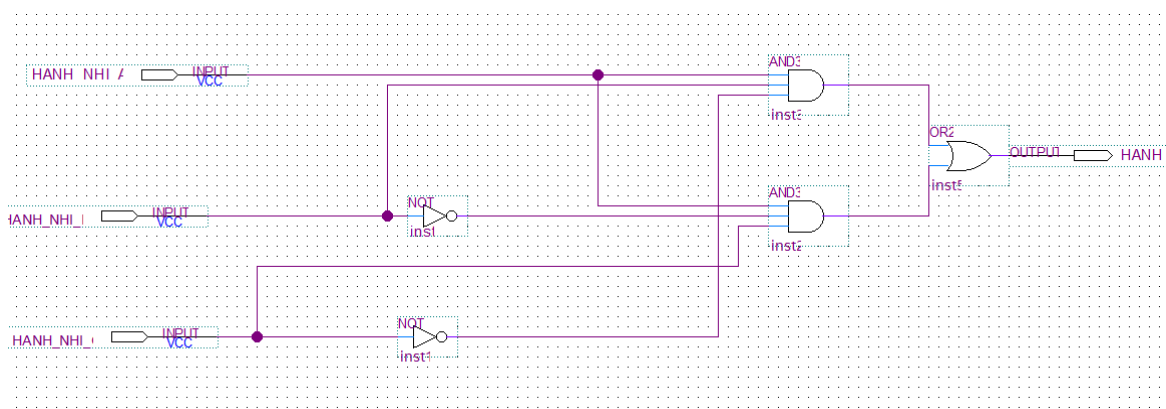 HANH_NHI_A INPUT
VCC
AND3
inst3
OR2
OUTPUT HANH
inst5
HANH_NHI_ INPUT
VCC
NOT
inst
AND3
inst2
HANH_NHI_ INPUT
VCC
NOT
inst1